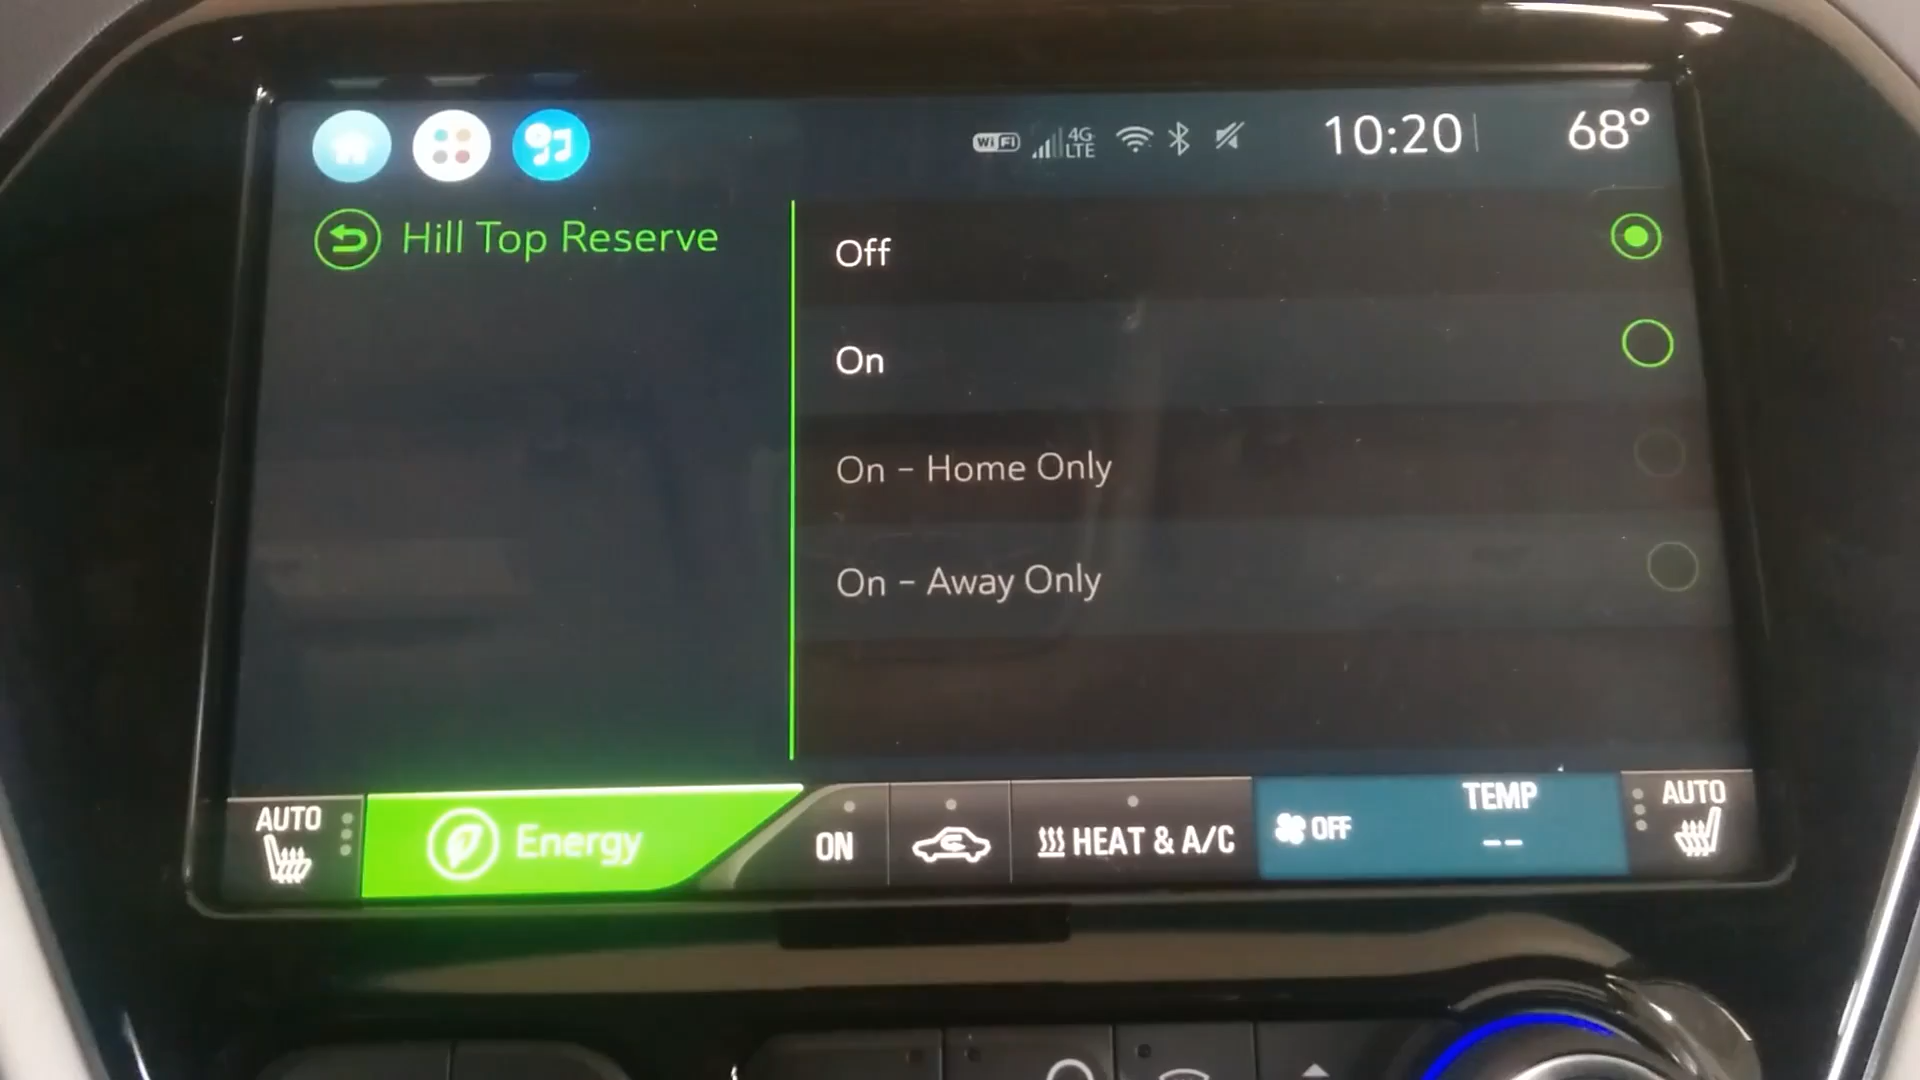 WiFi 4G LTE 10:20 68°
Hill Top Reserve
Off
On
On – Home Only
On – Away Only
AUTO
Energy
ON
HEAT & A/C
OFF
TEMP
--
AUTO